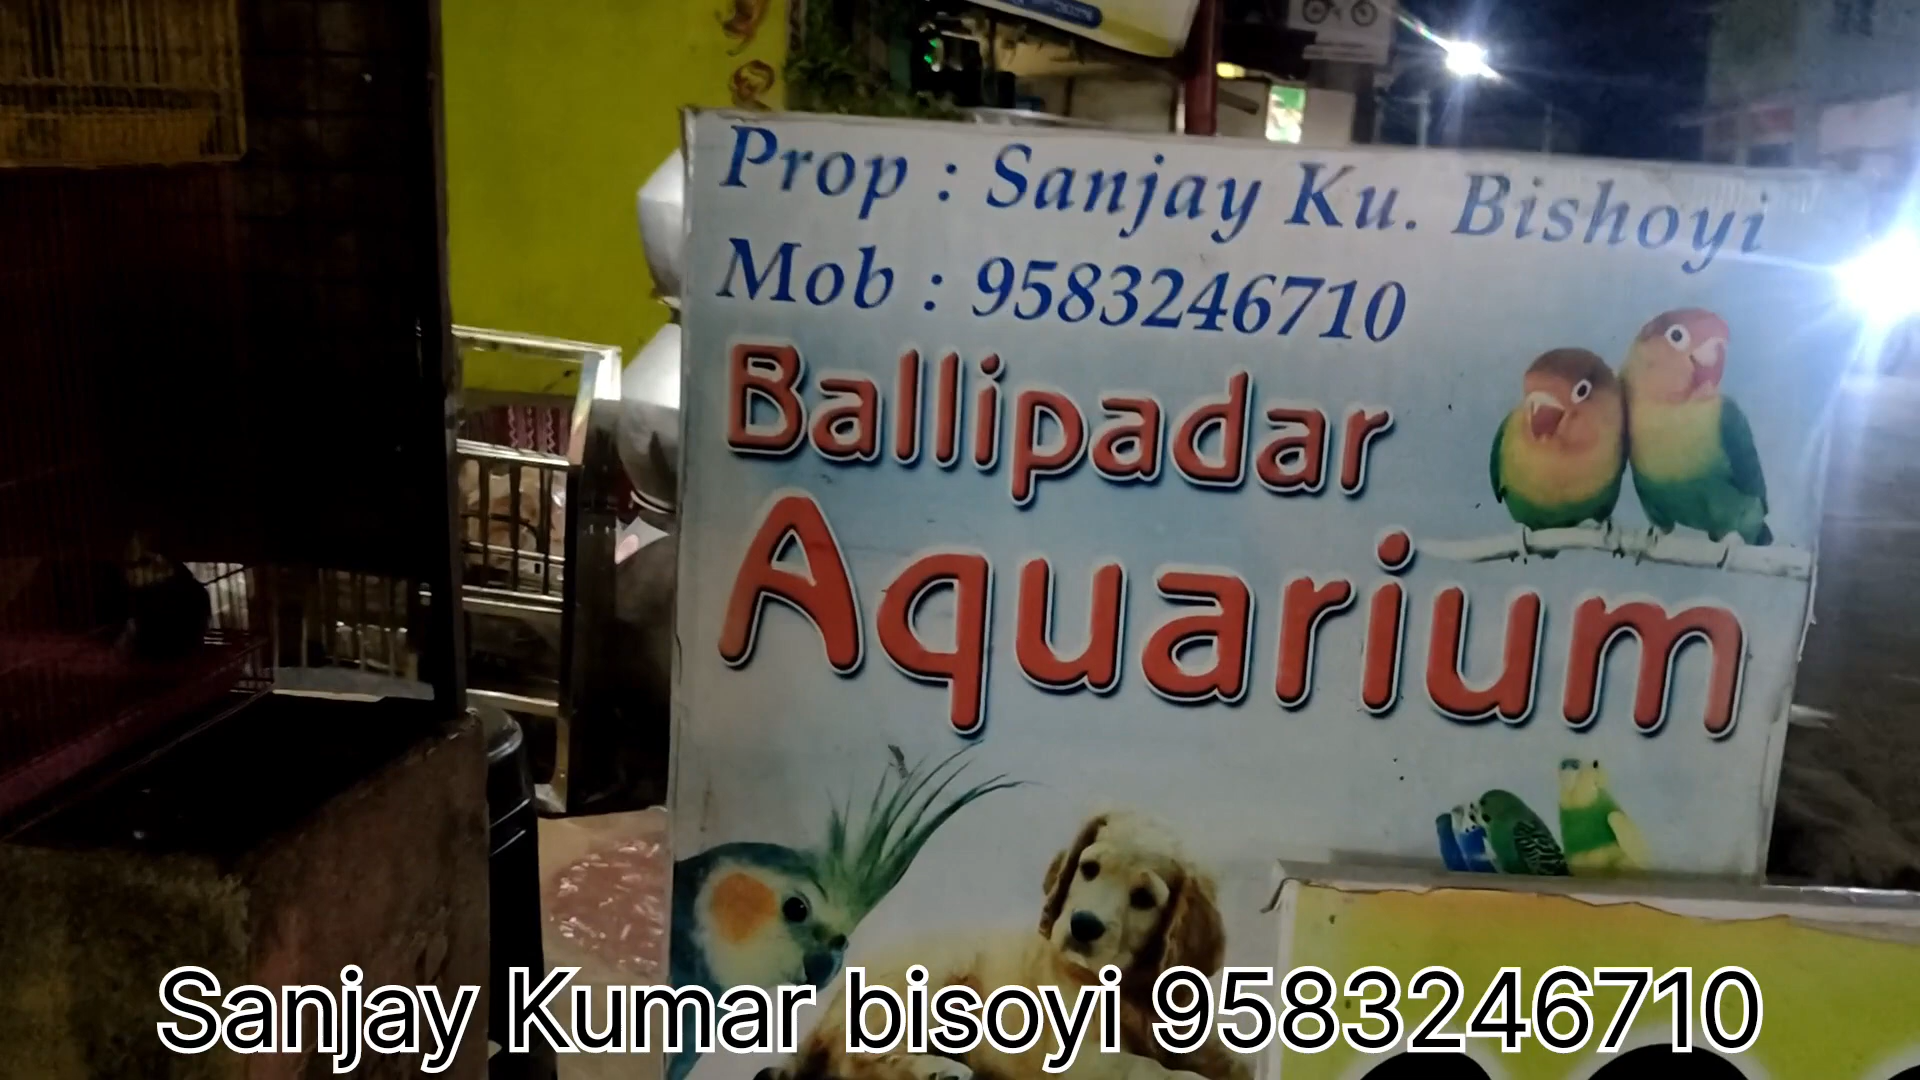 Prop : Sanjay Ku. Bishoyi
Mob : 9583246710
Ballipadar
Aquarium
Sanjay Kumar bisoyi 9583246710